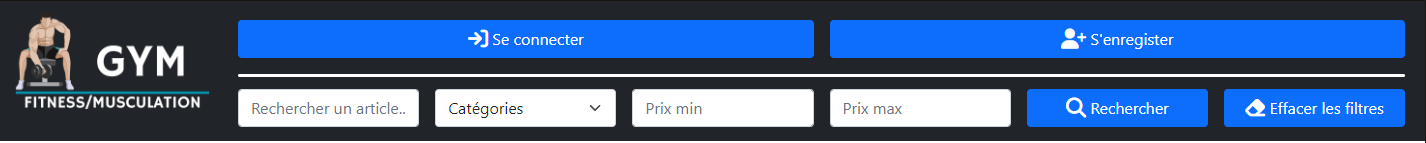 GYM
FITNESS/MUSCULATION
Se connecter
S'enregister
Rechercher un article..
Catégories
Prix min
Prix max
Rechercher
Effacer les filtres